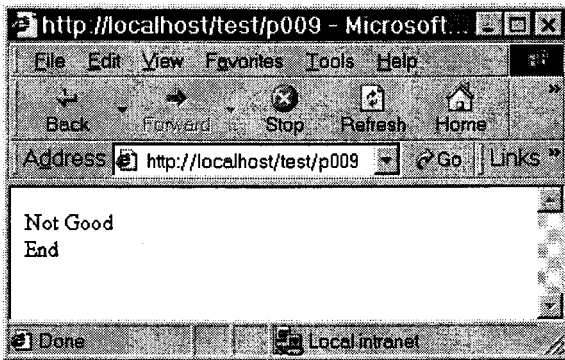 http://localhost/test/p009 - Microsoft...
File Edit View Favorites Tools Help
Back Forward Stop Refresh Home »
Address http://localhost/test/p009 Go Links »
Not Good
End
Done Local intranet